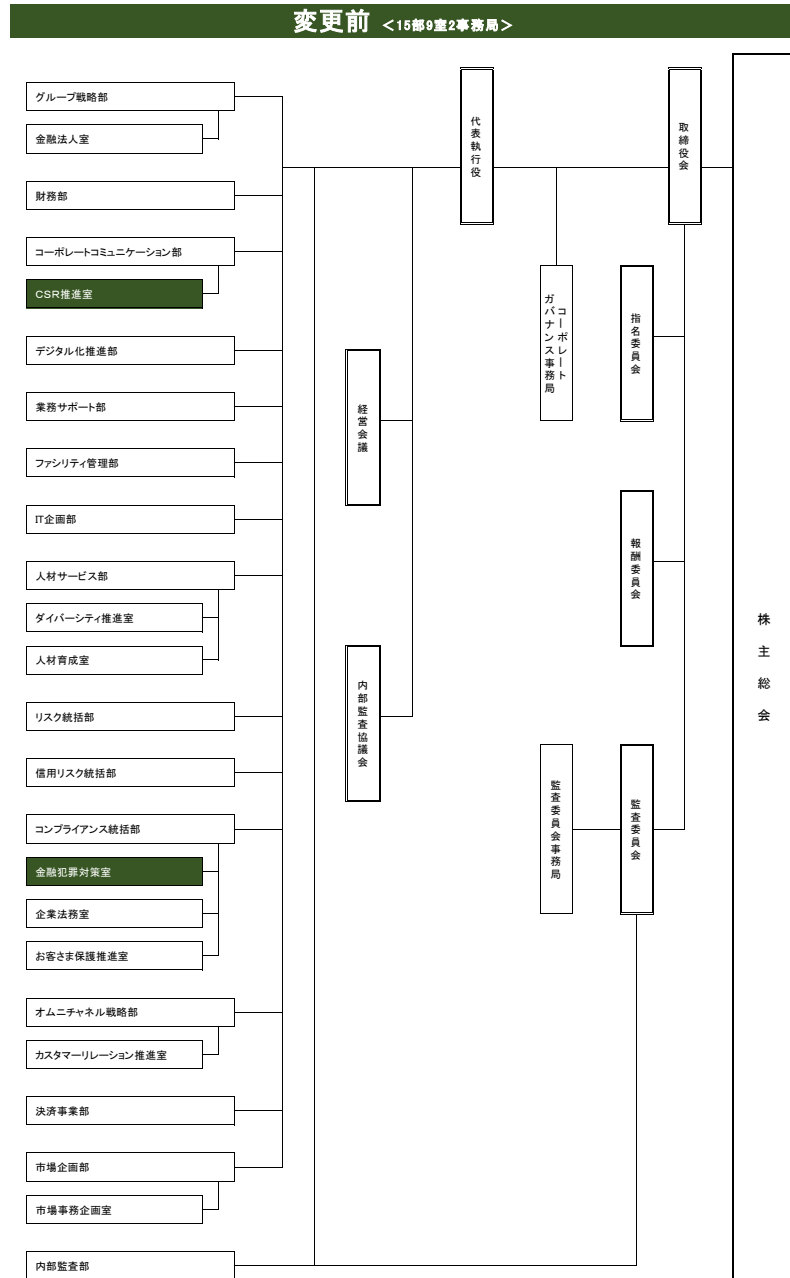 変更前 <15部9室2事務局>
グループ戦略部
金融法人室
財務部
コーポレートコミュニケーション部
CSR推進室
デジタル化推進部
業務サポート部
ファシリティ管理部
IT企画部
人材サービス部
ダイバーシティ推進室
人材育成室
リスク統括部
信用リスク統括部
コンプライアンス統括部
金融犯罪対策室
企業法務室
お客さま保護推進室
オムニチャネル戦略部
カスタマーリレーション推進室
決済事業部
市場企画部
市場事務企画室
内部監査部
経営会議
内部監査協議会
代表執行役
コーポレート
ガバナンス事務局
監査委員会事務局
取締役会
指名委員会
報酬委員会
監査委員会
株主総会